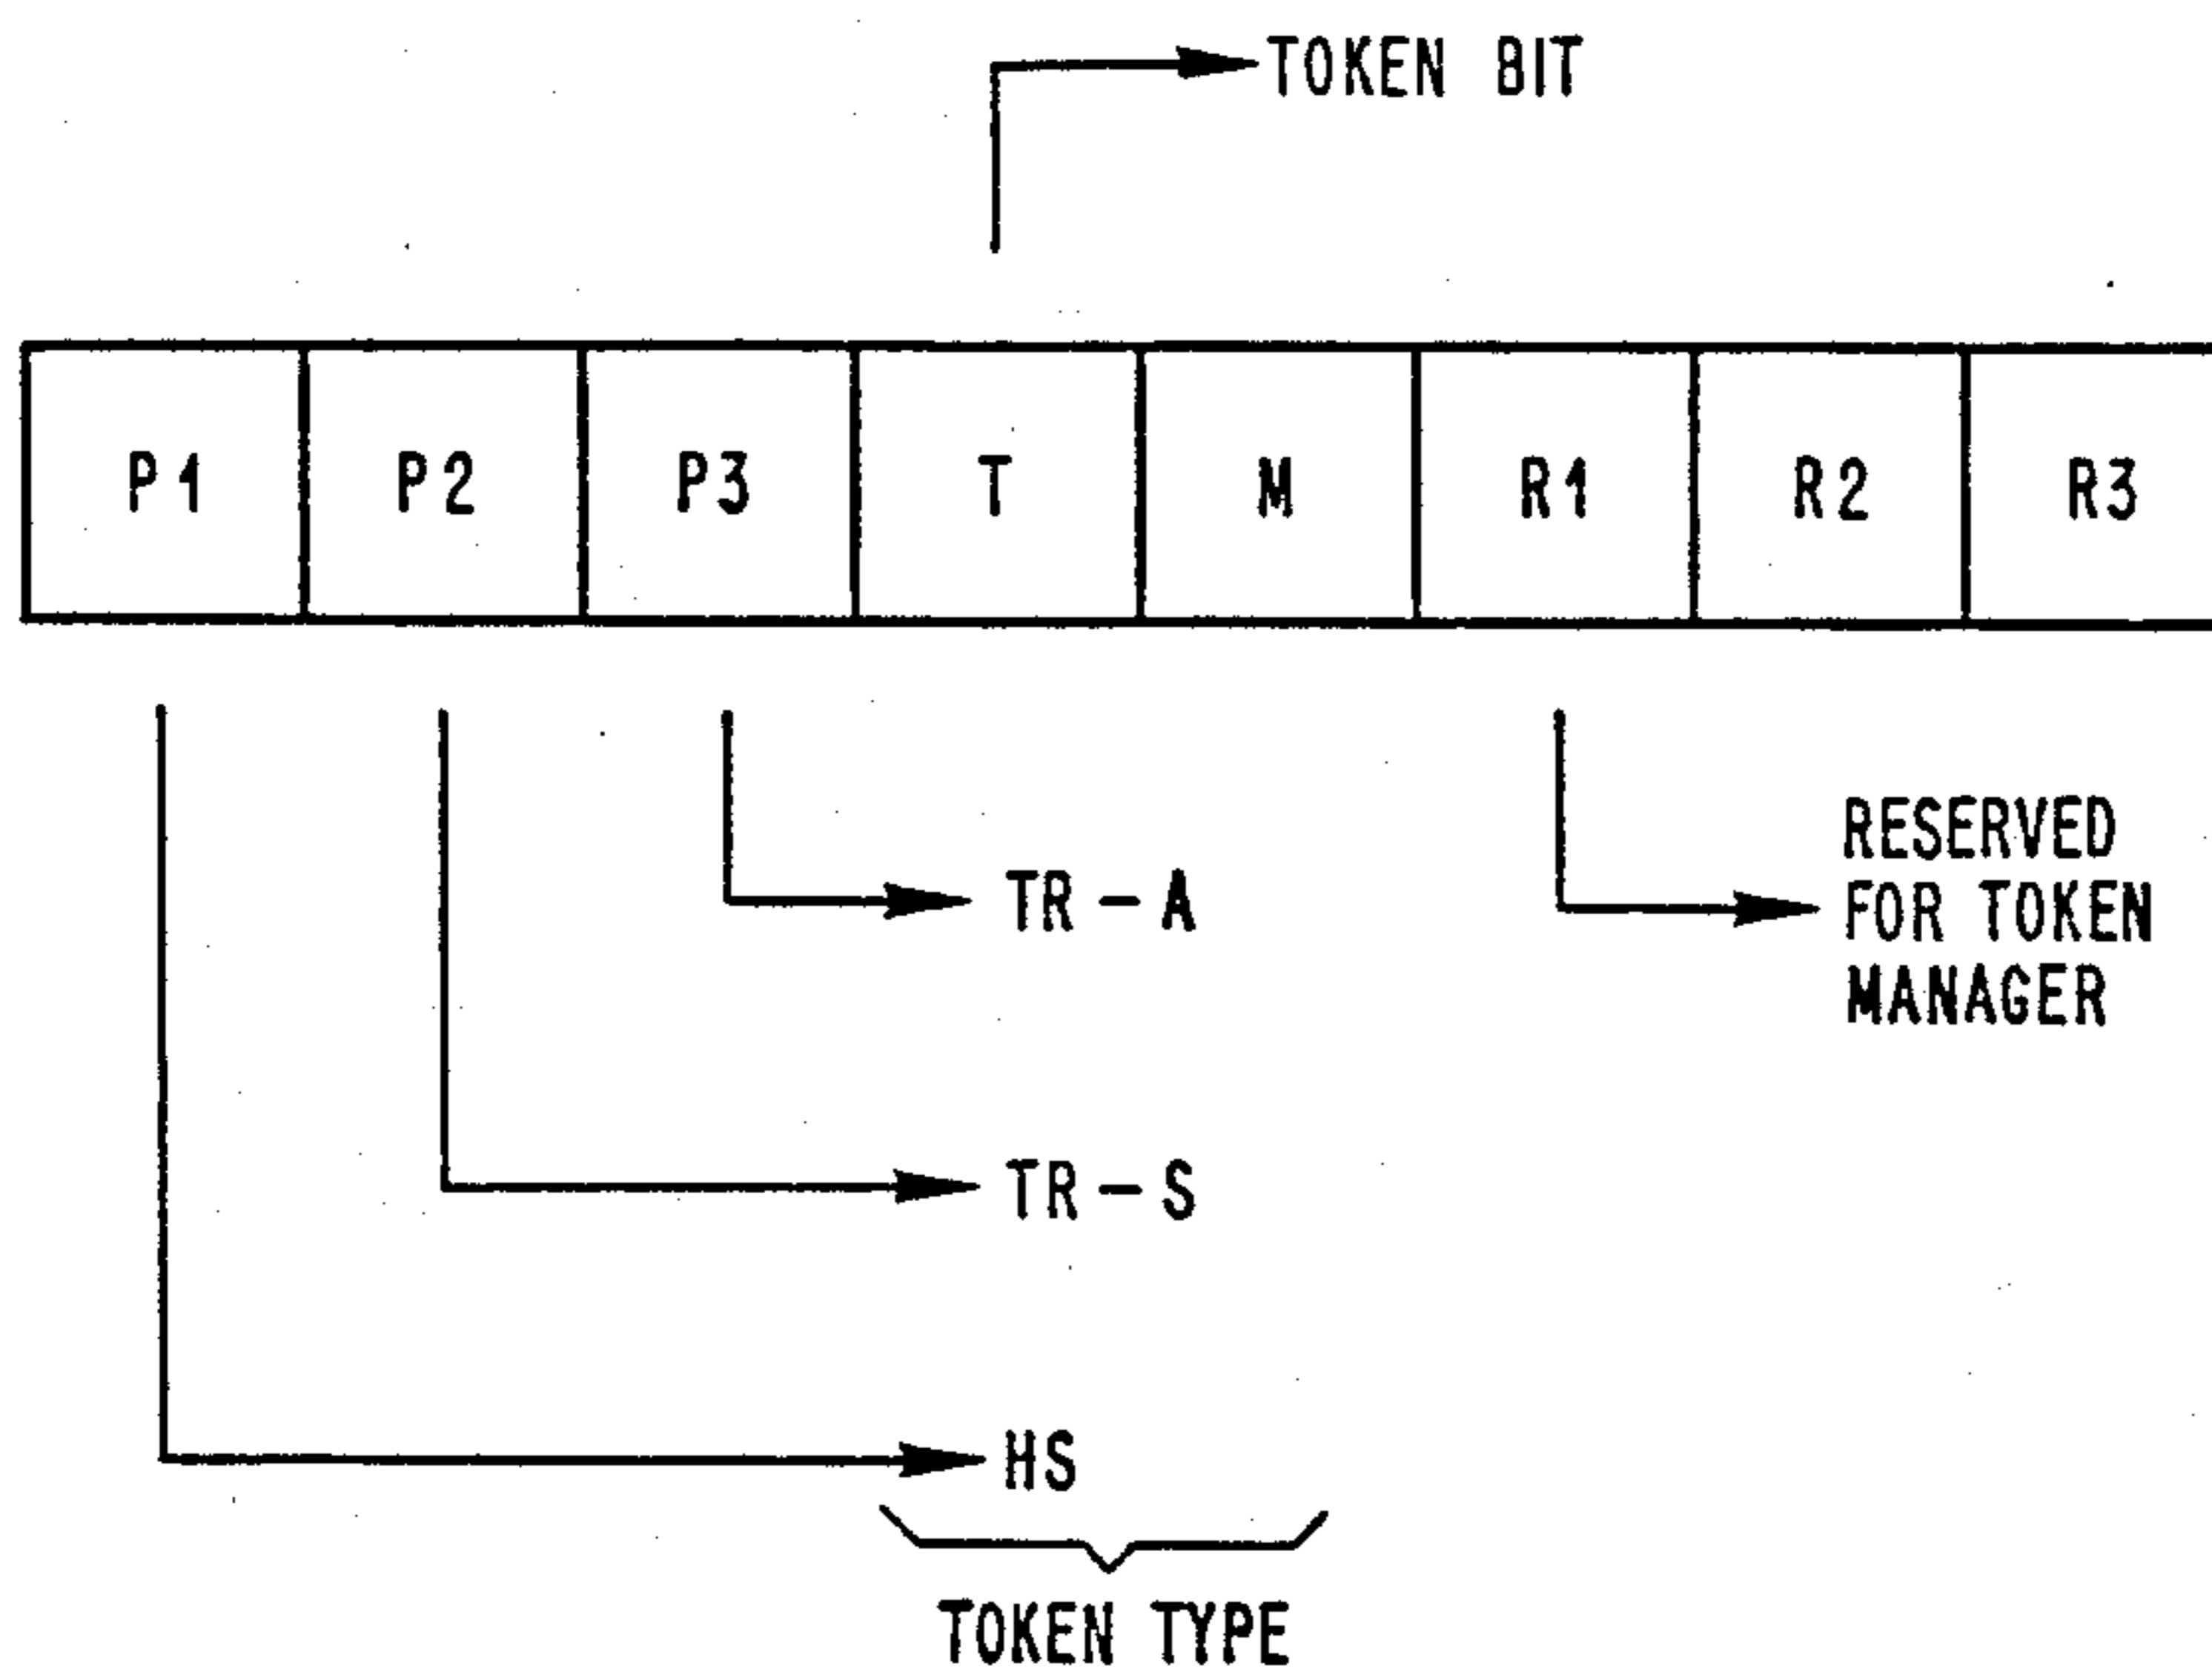 TOKEN BIT
P1 P2 P3 T M R1 R2 R3
TR-A
RESERVED
FOR TOKEN
MANAGER
TR-S
HS
TOKEN TYPE